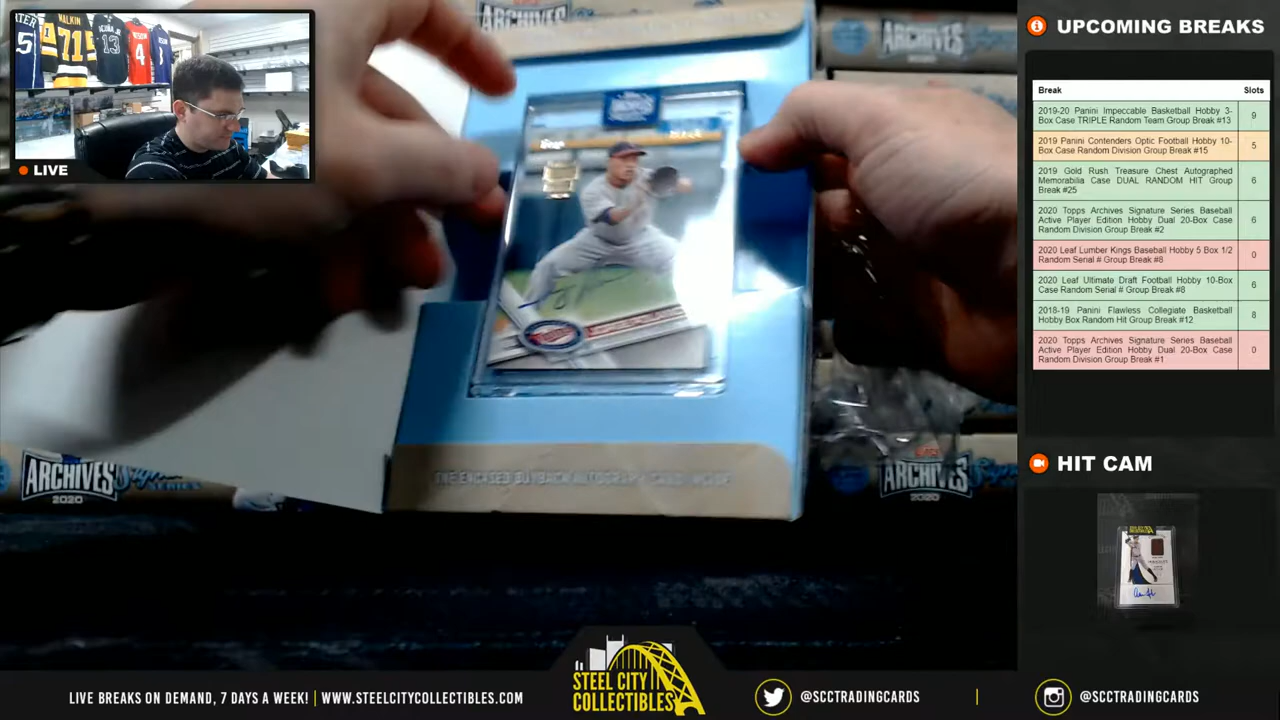 5
WALKIN
71
ACUNA JR
13
4
LIVE
ARCHIVES
ARCHIVES
2020
ARCHIVES
2020
UPCOMING BREAKS
Break Slots
2019-20 Panini Impeccable Basketball Hobby 3-
Box Case TRIPLE Random Team Group Break #13 9
2019 Panini Contenders Optic Football Hobby 10-
Box Case Random Division Group Break #15 5
2019 Gold Rush Treasure Chest Autographed
Memorabilia Case DUAL RANDOM HIT Group
Break #25 6
2020 Topps Archives Signature Series Baseball
Active Player Edition Hobby Dual 20-Box Case
Random Division Group Break #2 6
2020 Leaf Lumber Kings Baseball Hobby 5 Box 1/2
Random Serial # Group Break #8 0
2020 Leaf Ultimate Draft Football Hobby 10-Box
Case Random Serial # Group Break #8 6
2018-19 Panini Flawless Collegiate Basketball
Hobby Box Random Hit Group Break #12 8
2020 Topps Archives Signature Series Baseball
Active Player Edition Hobby Dual 20-Box Case
Random Division Group Break #1 0
HIT CAM
LIVE BREAKS ON DEMAND, 7 DAYS A WEEK! | WWW.STEELCITYCOLLECTIBLES.COM
STEEL CITY
COLLECTIBLES
@SCCTRADINGCARDS
@SCCTRADINGCARDS